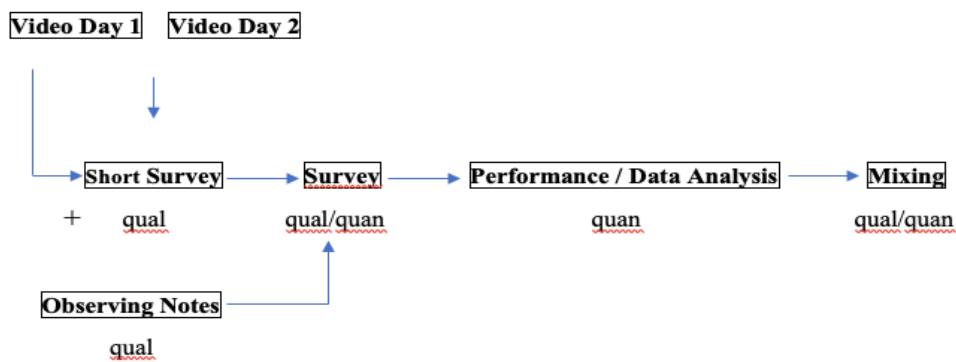 Video Day 1 Video Day 2
Short Survey Survey Performance / Data Analysis Mixing
+ qual qual/quan quan qual/quan
Observing Notes
qual